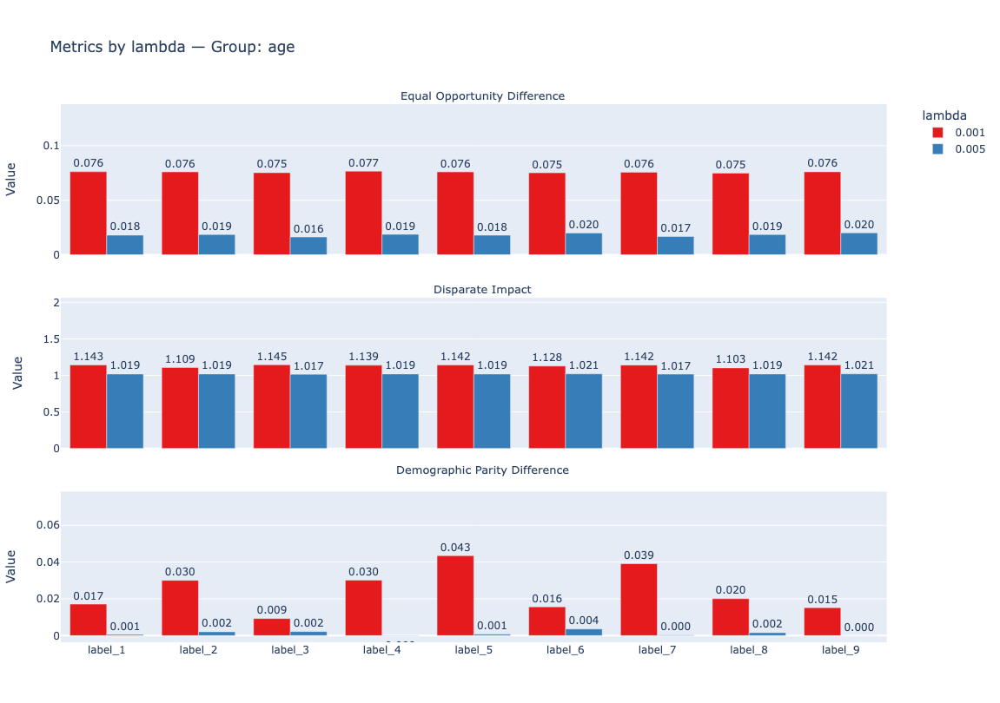 Metrics by lambda — Group: age
Equal Opportunity Difference
lambda
0.001
0.005
Value
0.1
0.05
0
0.076 0.018 0.076 0.019 0.075 0.016 0.077 0.019 0.076 0.018 0.075 0.020 0.076 0.017 0.075 0.019 0.076 0.020
Disparate Impact
Value
2
1.5
1
0.5
0
1.143 1.019 1.109 1.019 1.145 1.017 1.139 1.019 1.142 1.019 1.128 1.021 1.142 1.017 1.103 1.019 1.142 1.021
Demographic Parity Difference
Value
0.06
0.04
0.02
0
0.017 0.001 0.030 0.002 0.009 0.002 0.030 0.043 0.001 0.016 0.004 0.039 0.000 0.020 0.002 0.015 0.000
label_1 label_2 label_3 label_4 label_5 label_6 label_7 label_8 label_9